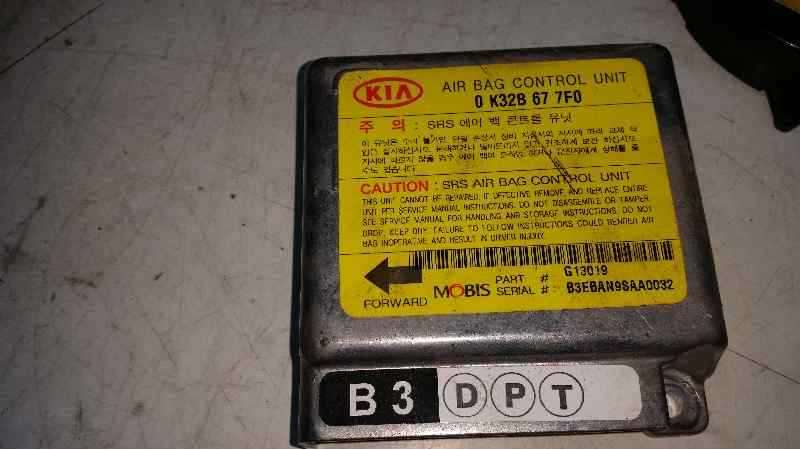 KIA
AIR BAG CONTROL UNIT
0 K32B 67 7F0
주 의 : SRS 에어 백 콘트롤 유닛
CAUTION : SRS AIR BAG CONTROL UNIT
THIS UNIT CANNOT BE REPAIRED. IF DEFECTIVE REMOVE AND REPLACE ENTIRE
UNIT PER SERVICE MANUAL INSTRUCTIONS. DO NOT DISASSEMBLE OR TAMPER.
SEE SERVICE MANUAL FOR HANDLING AND STORAGE INSTRUCTIONS. DO NOT
DROP, KEEP DRY. FAILURE TO FOLLOW INSTRUCTIONS COULD RENDER AIR
BAG INOPERATIVE AND RESULT IN DRIVER INJURY.
FORWARD
MOBIS
PART # G13019
SERIAL # B3EBAN9SAA0032
B 3 D P T